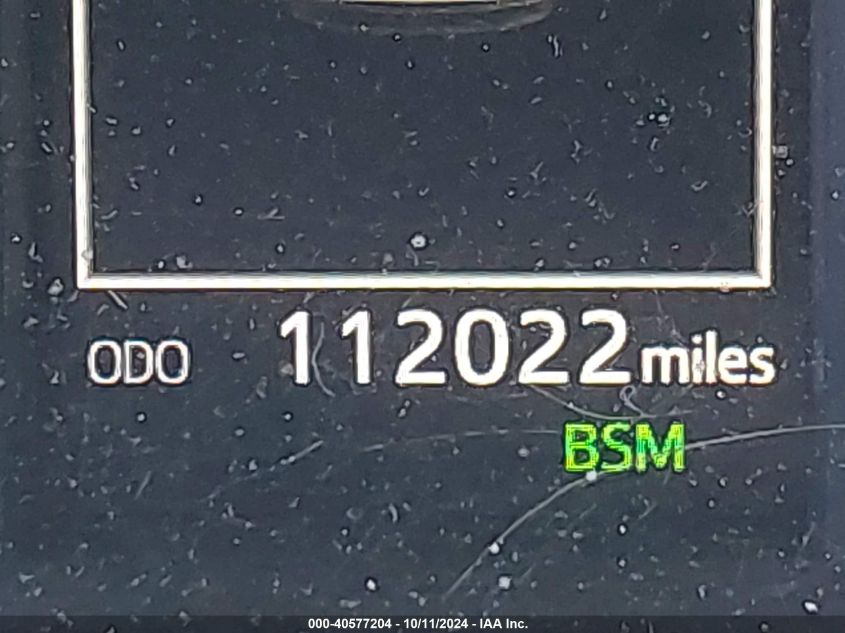 ODO 112022 miles
BSM
000-40577204 - 10/11/2024 - IAA Inc.